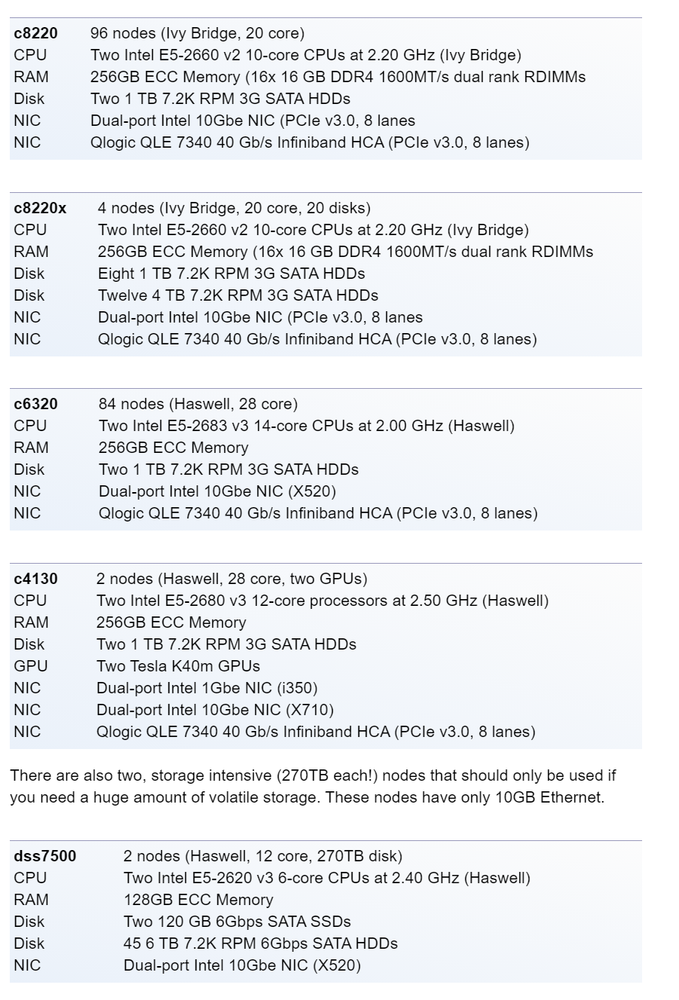 c8220 96 nodes (Ivy Bridge, 20 core)
CPU Two Intel E5-2660 v2 10-core CPUs at 2.20 GHz (Ivy Bridge)
RAM 256GB ECC Memory (16x 16 GB DDR4 1600MT/s dual rank RDIMMs
Disk Two 1 TB 7.2K RPM 3G SATA HDDs
NIC Dual-port Intel 10Gbe NIC (PCIe v3.0, 8 lanes
NIC Qlogic QLE 7340 40 Gb/s Infiniband HCA (PCIe v3.0, 8 lanes)
c8220x 4 nodes (Ivy Bridge, 20 core, 20 disks)
CPU Two Intel E5-2660 v2 10-core CPUs at 2.20 GHz (Ivy Bridge)
RAM 256GB ECC Memory (16x 16 GB DDR4 1600MT/s dual rank RDIMMs
Disk Eight 1 TB 7.2K RPM 3G SATA HDDs
Disk Twelve 4 TB 7.2K RPM 3G SATA HDDs
NIC Dual-port Intel 10Gbe NIC (PCIe v3.0, 8 lanes
NIC Qlogic QLE 7340 40 Gb/s Infiniband HCA (PCIe v3.0, 8 lanes)
c6320 84 nodes (Haswell, 28 core)
CPU Two Intel E5-2683 v3 14-core CPUs at 2.00 GHz (Haswell)
RAM 256GB ECC Memory
Disk Two 1 TB 7.2K RPM 3G SATA HDDs
NIC Dual-port Intel 10Gbe NIC (X520)
NIC Qlogic QLE 7340 40 Gb/s Infiniband HCA (PCIe v3.0, 8 lanes)
c4130 2 nodes (Haswell, 28 core, two GPUs)
CPU Two Intel E5-2680 v3 12-core processors at 2.50 GHz (Haswell)
RAM 256GB ECC Memory
Disk Two 1 TB 7.2K RPM 3G SATA HDDs
GPU Two Tesla K40m GPUs
NIC Dual-port Intel 1Gbe NIC (i350)
NIC Dual-port Intel 10Gbe NIC (X710)
NIC Qlogic QLE 7340 40 Gb/s Infiniband HCA (PCIe v3.0, 8 lanes)
There are also two, storage intensive (270TB each!) nodes that should only be used if
you need a huge amount of volatile storage. These nodes have only 10GB Ethernet.
dss7500 2 nodes (Haswell, 12 core, 270TB disk)
CPU Two Intel E5-2620 v3 6-core CPUs at 2.40 GHz (Haswell)
RAM 128GB ECC Memory
Disk Two 120 GB 6Gbps SATA SSDs
Disk 45 6 TB 7.2K RPM 6Gbps SATA HDDs
NIC Dual-port Intel 10Gbe NIC (X520)